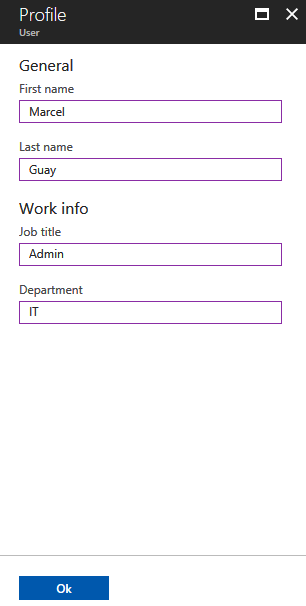 Profile
User
General
First name
Marcel
Last name
Guay
Work info
Job title
Admin
Department
IT
Ok